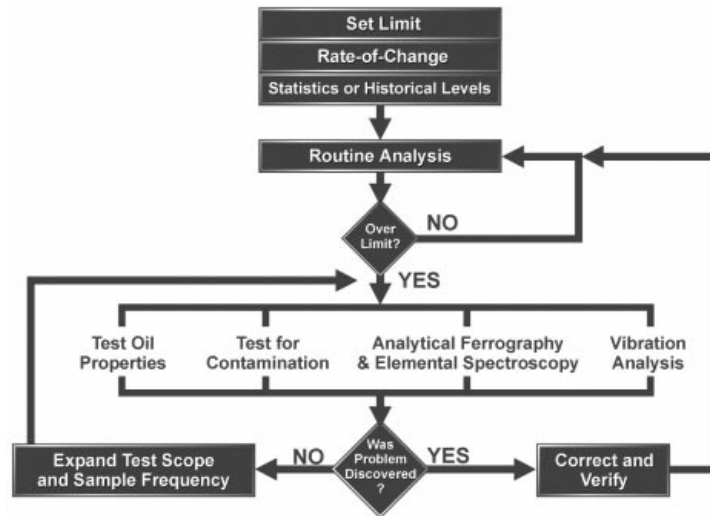 Set Limit
Rate-of-Change
Statistics or Historical Levels
Routine Analysis
Over
Limit?
NO
YES
Test Oil
Properties
Test for
Contamination
Analytical Ferrography
& Elemental Spectroscopy
Vibration
Analysis
Expand Test Scope
and Sample Frequency
NO
Was
Problem
Discovered
?
YES
Correct and
Verify